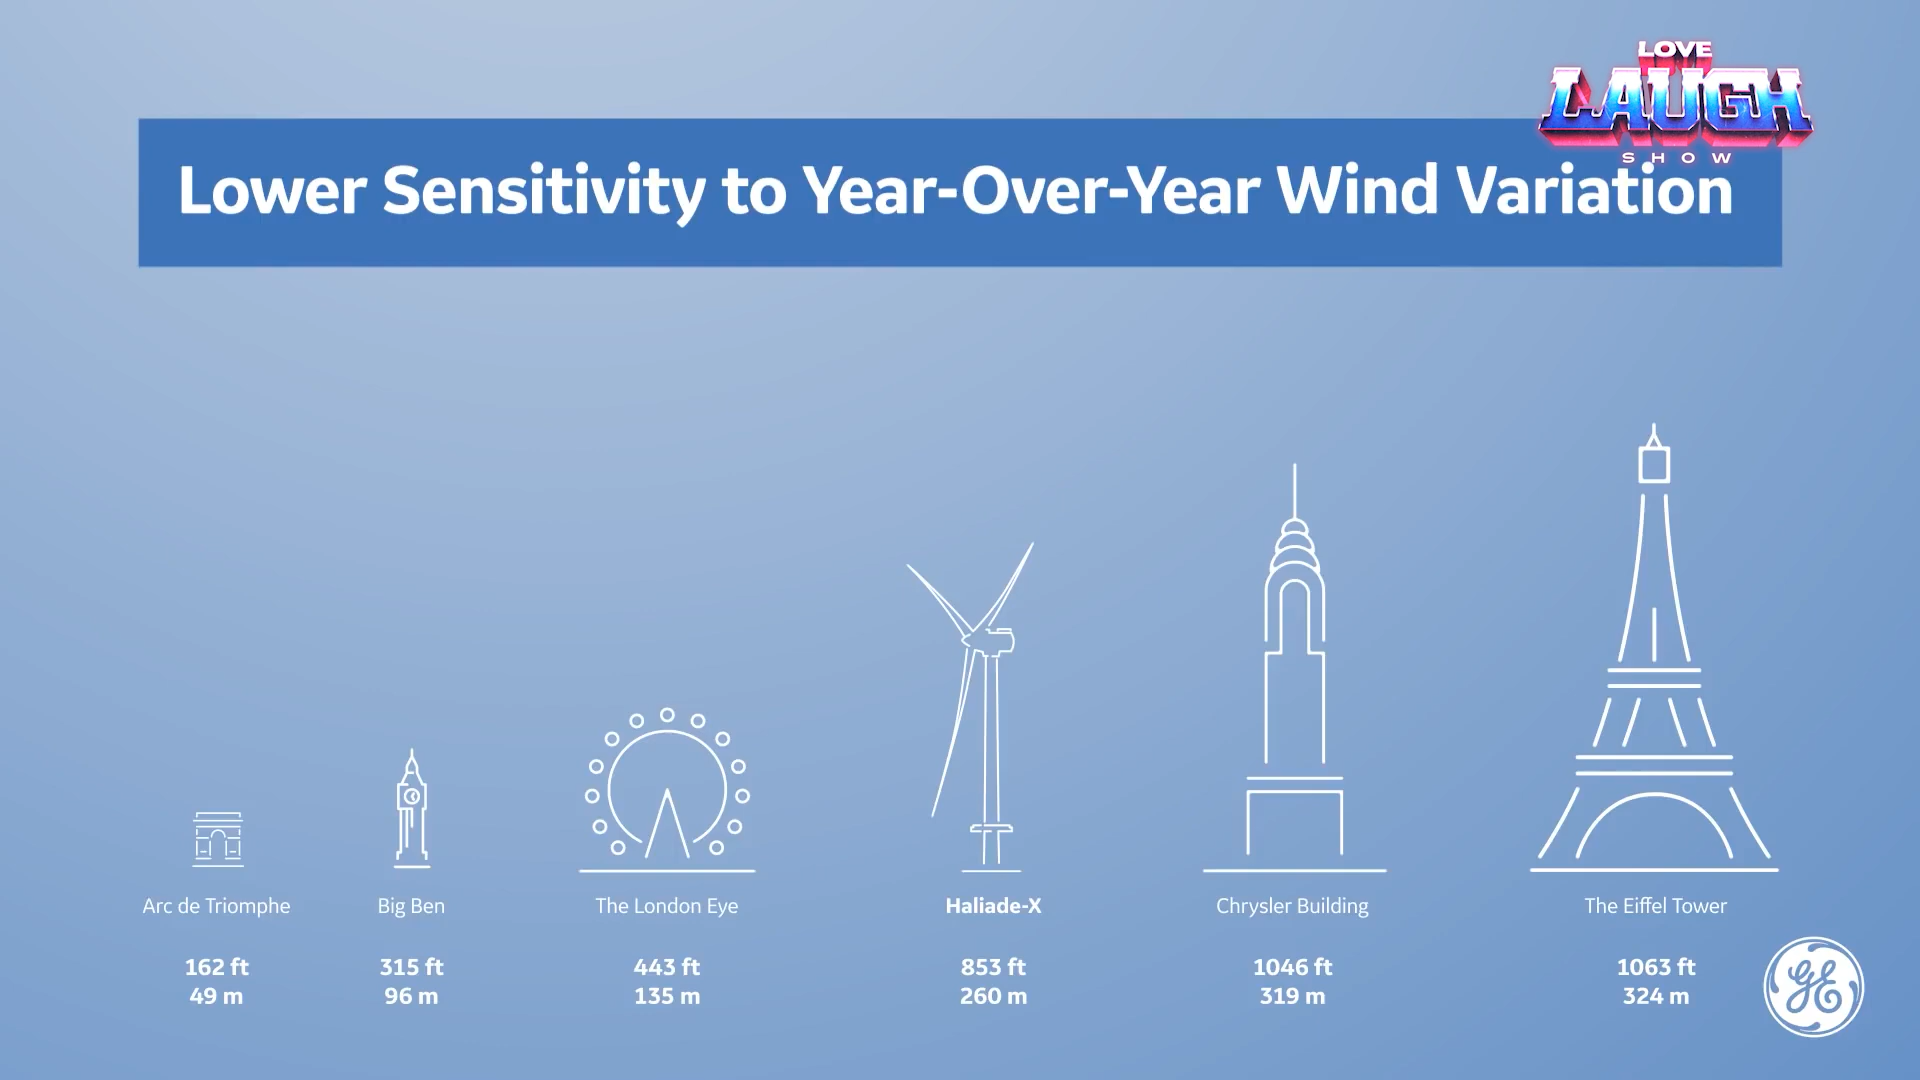 LOVE
LAUGH
SHOW
Lower Sensitivity to Year-Over-Year Wind Variation
Arc de Triomphe
162 ft
49 m
Big Ben
315 ft
96 m
The London Eye
443 ft
135 m
Haliade-X
853 ft
260 m
Chrysler Building
1046 ft
319 m
The Eiffel Tower
1063 ft
324 m
GE